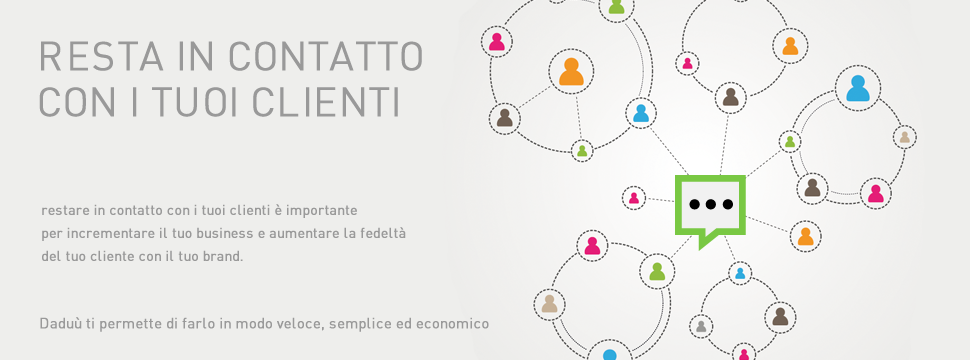 RESTA IN CONTATTO
CON I TUOI CLIENTI
restare in contatto con i tuoi clienti è importante
per incrementare il tuo business e aumentare la fedeltà
del tuo cliente con il tuo brand.
Daduù ti permette di farlo in modo veloce, semplice ed economico